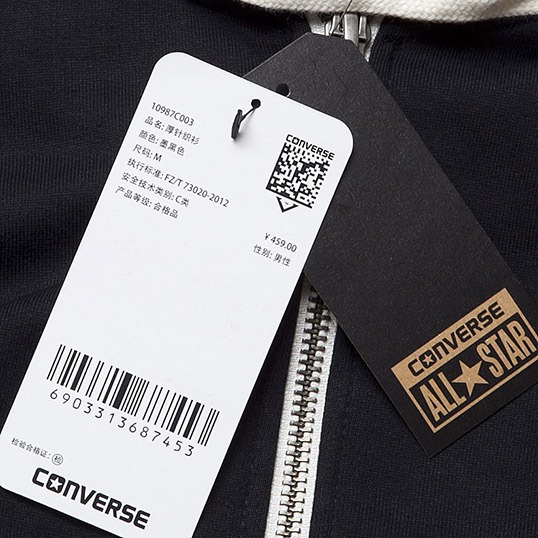 10987C003
品名: 厚针织衫
颜色: 墨黑色
尺码: M
执行标准: FZ/T 73020-2012
安全技术类别: C类
产品等级: 合格品
CONVERSE
¥ 459.00
性别: 男性
6903313687453
检验合格证: 检
CONVERSE
CONVERSE
ALL STAR